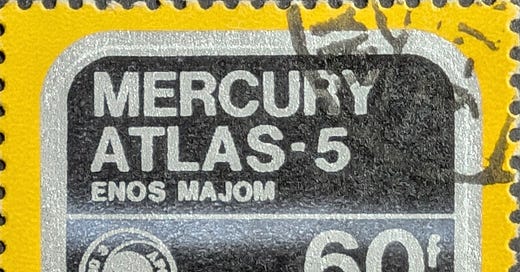 MERCURY
ATLAS-5
ENOS MAJOM
60f